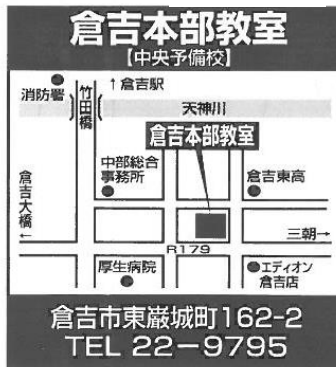 倉吉本部教室
【中央予備校】
消防署
竹田橋
↑倉吉駅
天神川
倉吉本部教室
中部総合
事務所
倉吉東高
倉吉大橋
←
三朝→
R179
厚生病院
エディオン
倉吉店
倉吉市東巌城町162-2
TEL 22-9795